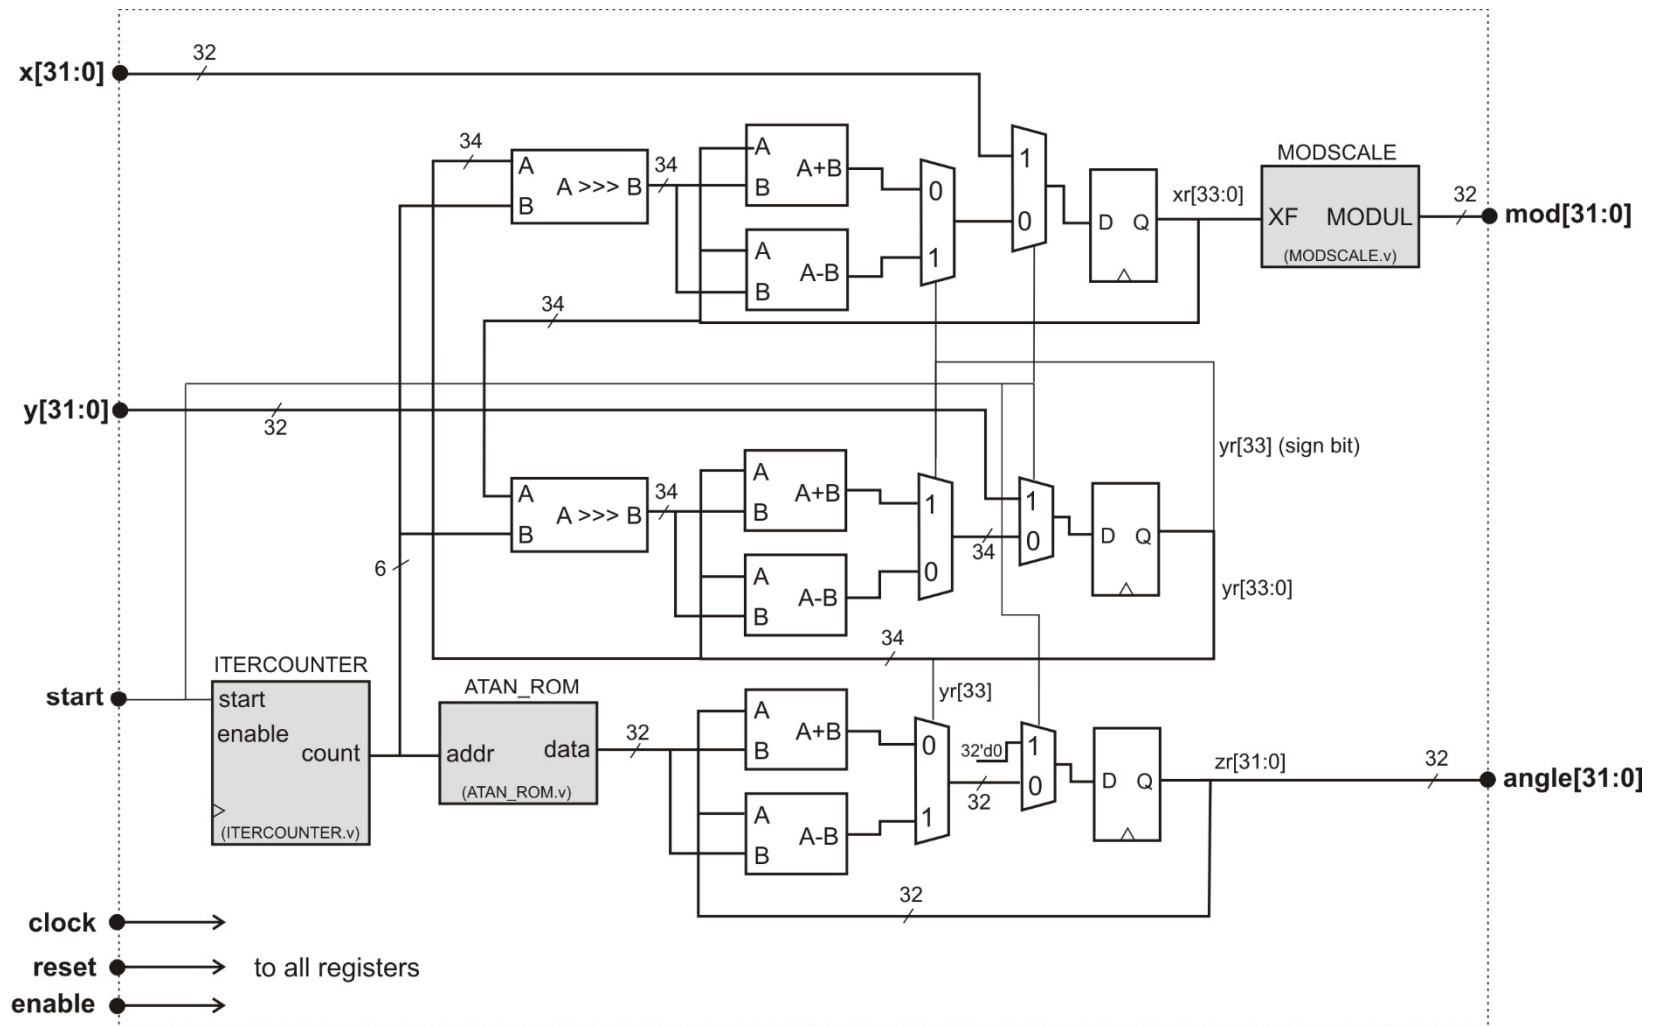 x[31:0]
32
34
A
B
A >>> B
34
A
B
A+B
A
B
A-B
0
1
1
0
D Q
xr[33:0]
MODSCALE
XF MODUL
(MODSCALE.v)
32
mod[31:0]
34
y[31:0]
32
yr[33] (sign bit)
A
B
A >>> B
34
A
B
A+B
A
B
A-B
1
0
34
1
0
D Q
yr[33:0]
6
34
yr[33]
start
ITERCOUNTER
start
enable
count
(ITERCOUNTER.v)
ATAN_ROM
addr data
(ATAN_ROM.v)
32
A
B
A+B
A
B
A-B
0
1
32'd0
32
1
0
D Q
zr[31:0]
32
angle[31:0]
32
clock
reset
to all registers
enable